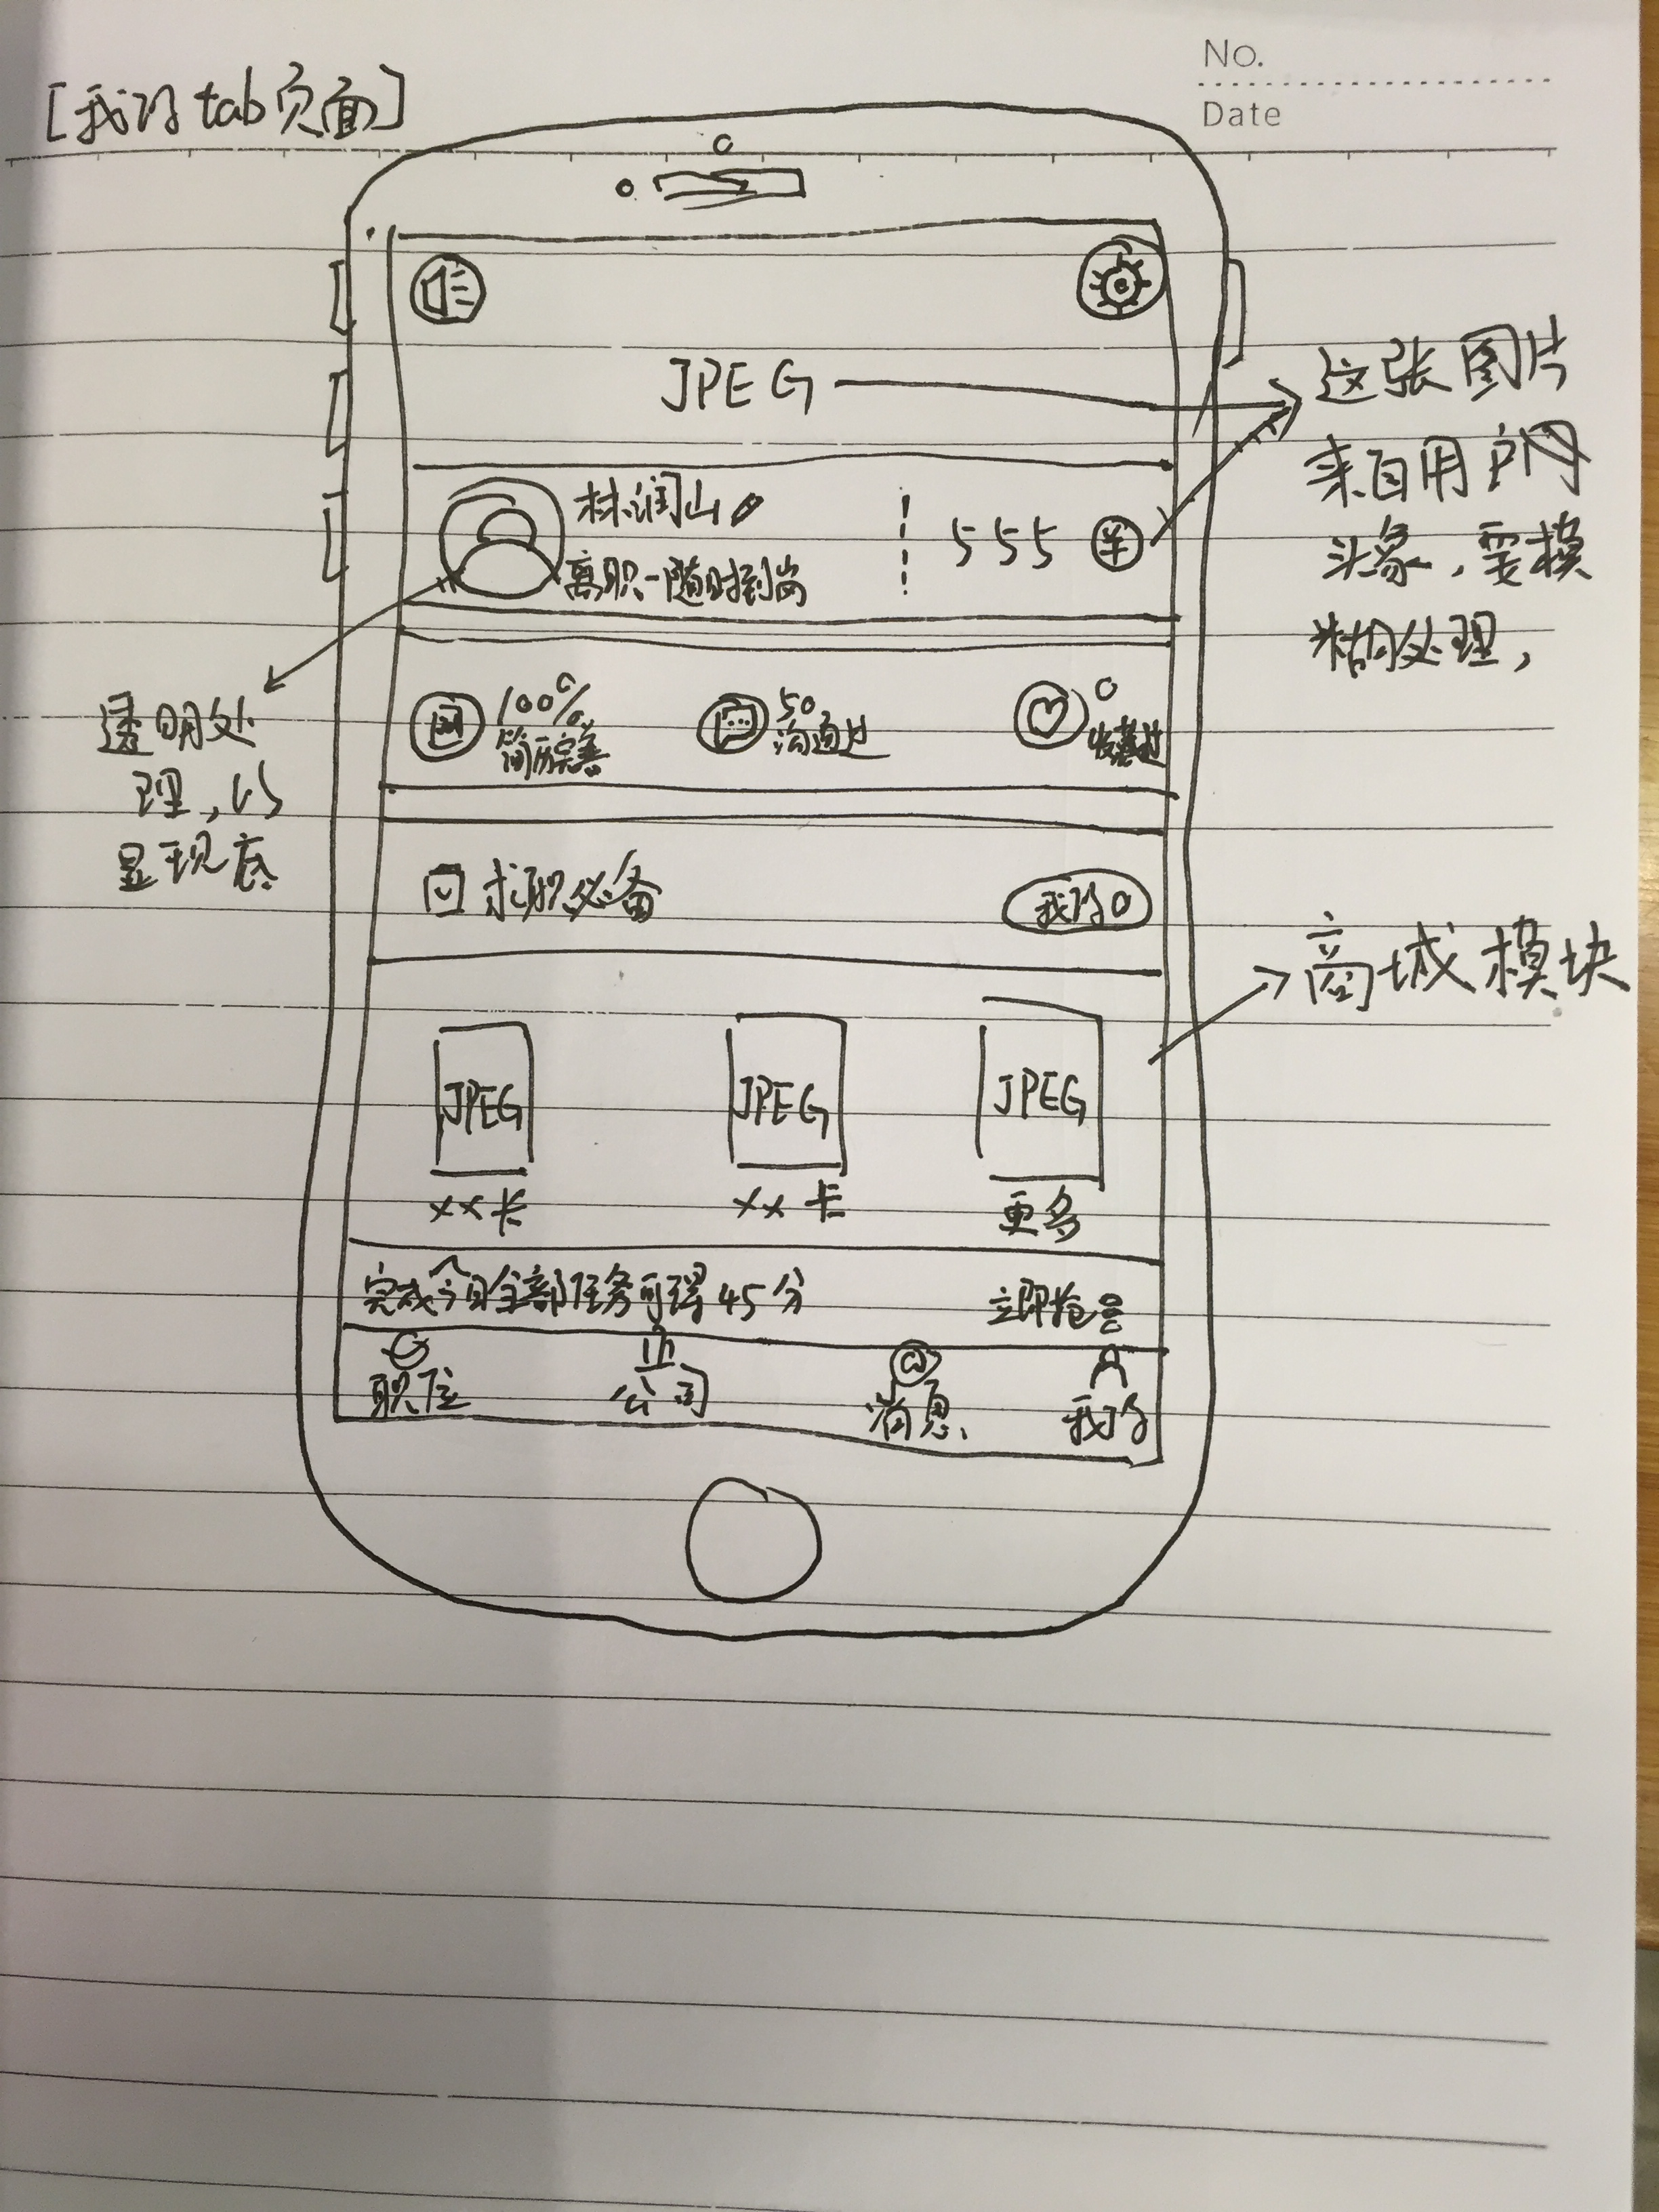 No.
Date
[我的tab页面]
JPEG
这张图片
来自用户
头象，需模
糊处理，
林润山
离职-随时到岗
555
透明处
理，以
显现底
100%
简历完善
50
沟通过
0
收藏过
求职必备
我的0
商城模块
JPEG
JPEG
JPEG
xx卡
xx卡
更多
完成今日全部任务可得45分
立即抢
职位
公司
消息
我的